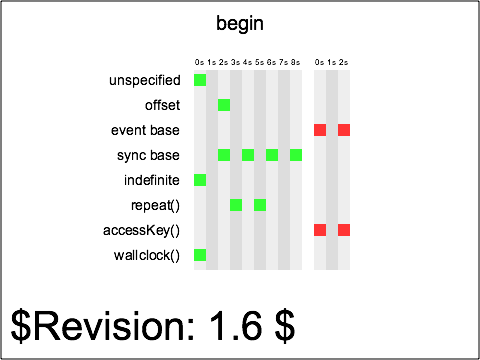 begin
0s 1s 2s 3s 4s 5s 6s 7s 8s 0s 1s 2s
unspecified
offset
event base
sync base
indefinite
repeat()
accessKey()
wallclock()
$Revision: 1.6 $